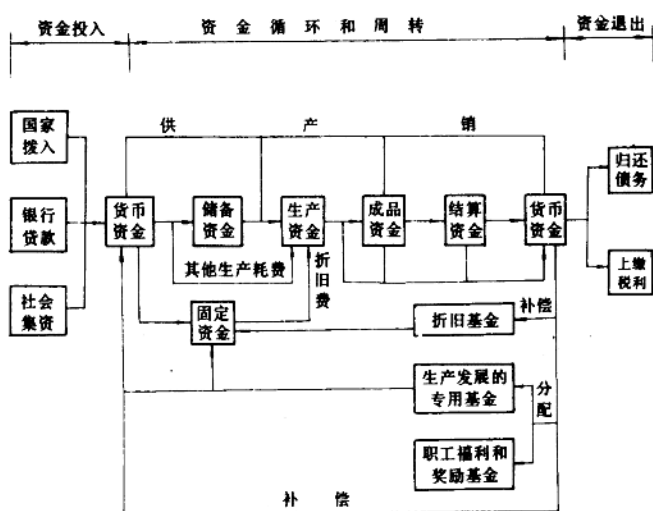 资金投入 资金循环和周转 资金退出
供 产 销
国家
拨入
银行
贷款
社会
集资
货币
资金
储备
资金
生产
资金
成品
资金
结算
资金
货币
资金
归还
债务
上缴
税利
其他生产耗费
折旧费
固定
资金
折旧基金
补偿
生产发展的
专用基金
分配
职工福利和
奖励基金
补偿